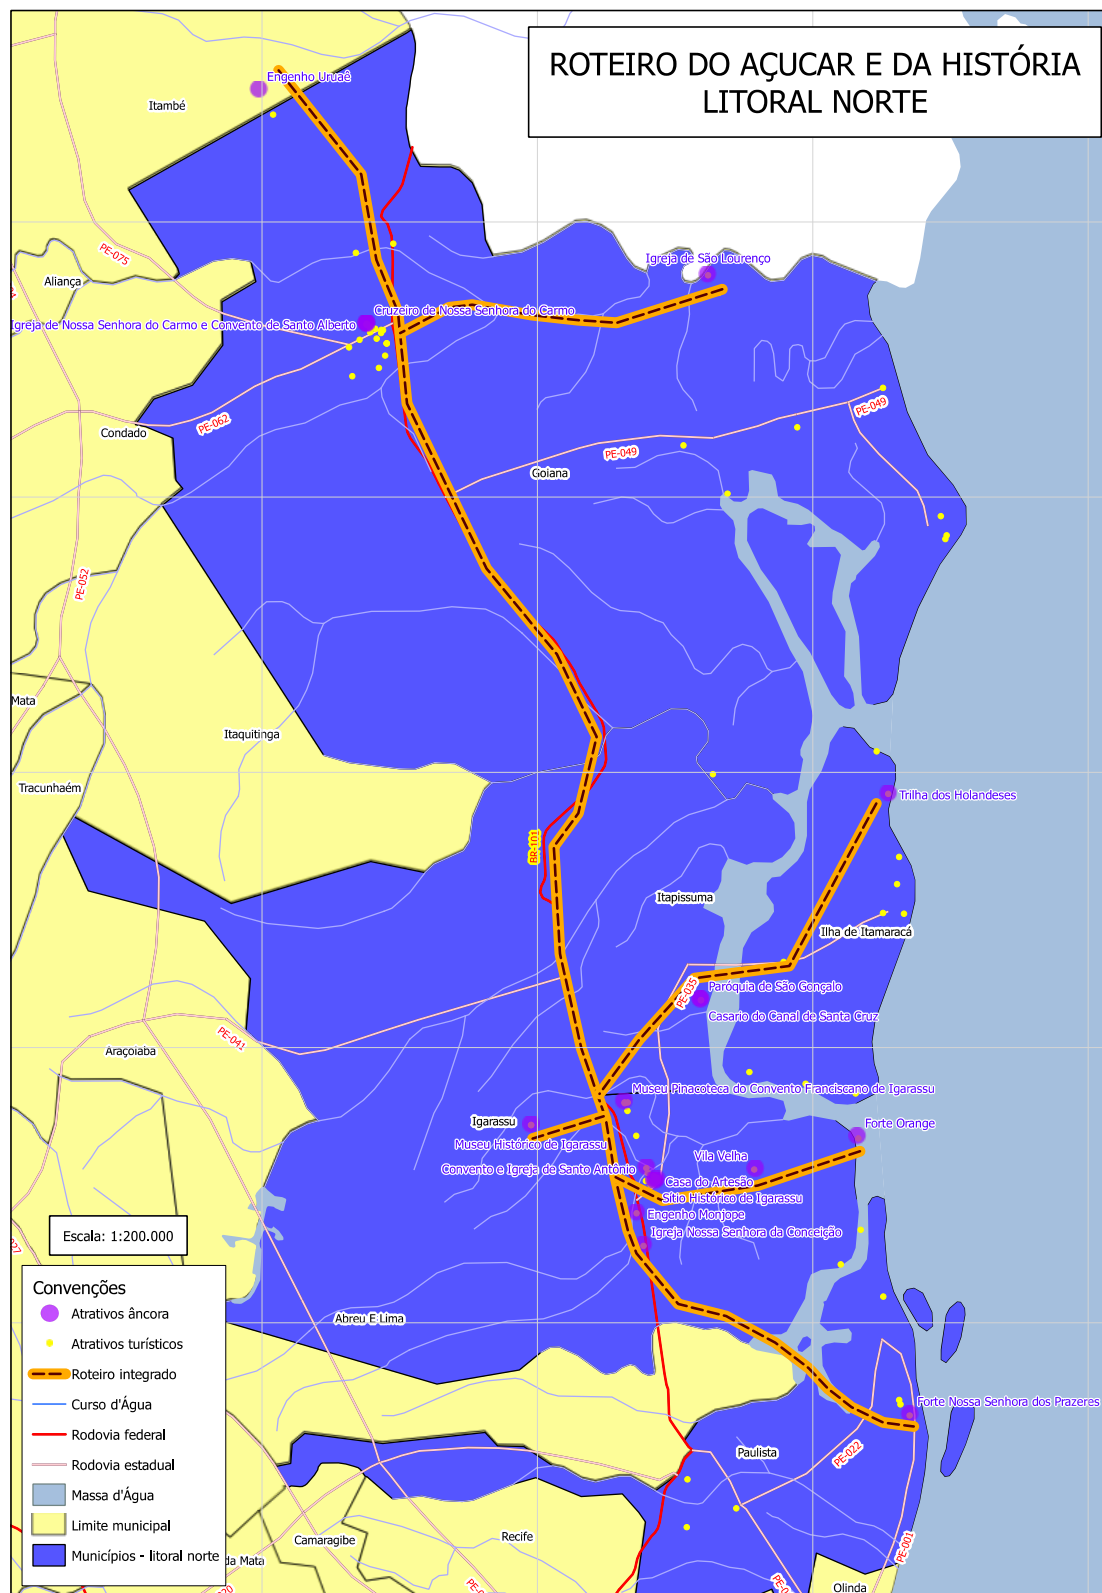 ROTEIRO DO AÇUCAR E DA HISTÓRIA
LITORAL NORTE
Engenho Uruaê
Itambé
PE-075
Aliança
Igreja de São Lourenço
Cruzeiro de Nossa Senhora do Carmo
Igreja de Nossa Senhora do Carmo e Convento de Santo Alberto
PE-049
PE-062
Condado
PE-049
Goiana
PE-052
Mata
Itaquitinga
Tracunhaém
Trilha dos Holandeses
BR-101
Itapissuma
Ilha de Itamaracá
Paróquia de São Gonçalo
PE-035
Casario do Canal de Santa Cruz
PE-041
Araçoiaba
Museu Pinacoteca do Convento Franciscano de Igarassu
Igarassu
Forte Orange
Museu Histórico de Igarassu
Vila Velha
Convento e Igreja de Santo Antônio
Casa do Artesão
Sítio Histórico de Igarassu
Engenho Monjope
Igreja Nossa Senhora da Conceição
Escala: 1:200.000
Convenções
Atrativos âncora
Atrativos turísticos
Roteiro integrado
Curso d'Água
Rodovia federal
Rodovia estadual
Massa d'Água
Limite municipal
Municípios - litoral norte
Abreu E Lima
Forte Nossa Senhora dos Prazeres
Paulista
PE-022
Recife
Camaragibe
PE-001
da Mata
Olinda